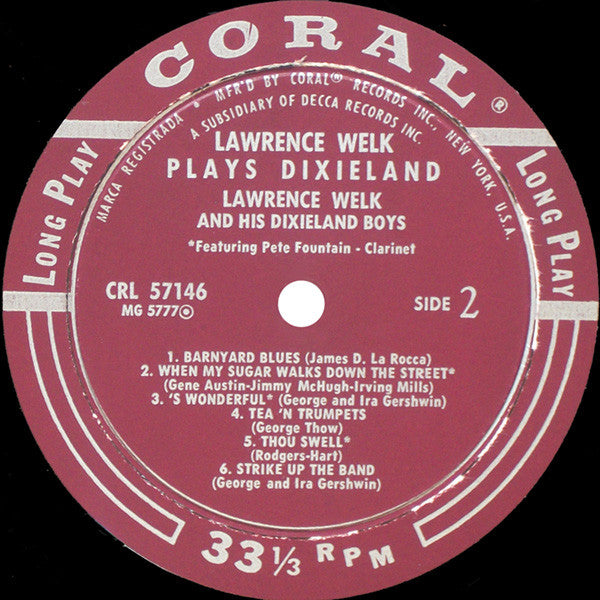 CORAL®
LONG PLAY
LONG PLAY
MARCA REGISTRADA • MFR'D BY CORAL® RECORDS INC., NEW YORK, U.S.A.
A SUBSIDIARY OF DECCA RECORDS INC.
LAWRENCE WELK
PLAYS DIXIELAND
LAWRENCE WELK
AND HIS DIXIELAND BOYS
*Featuring Pete Fountain - Clarinet
CRL 57146
MG 5777
SIDE 2
1. BARNYARD BLUES (James D. La Rocca)
2. WHEN MY SUGAR WALKS DOWN THE STREET*
(Gene Austin-Jimmy McHugh-Irving Mills)
3. 'S WONDERFUL* (George and Ira Gershwin)
4. TEA 'N TRUMPETS
(George Thow)
5. THOU SWELL*
(Rodgers-Hart)
6. STRIKE UP THE BAND
(George and Ira Gershwin)
33 1/3 RPM